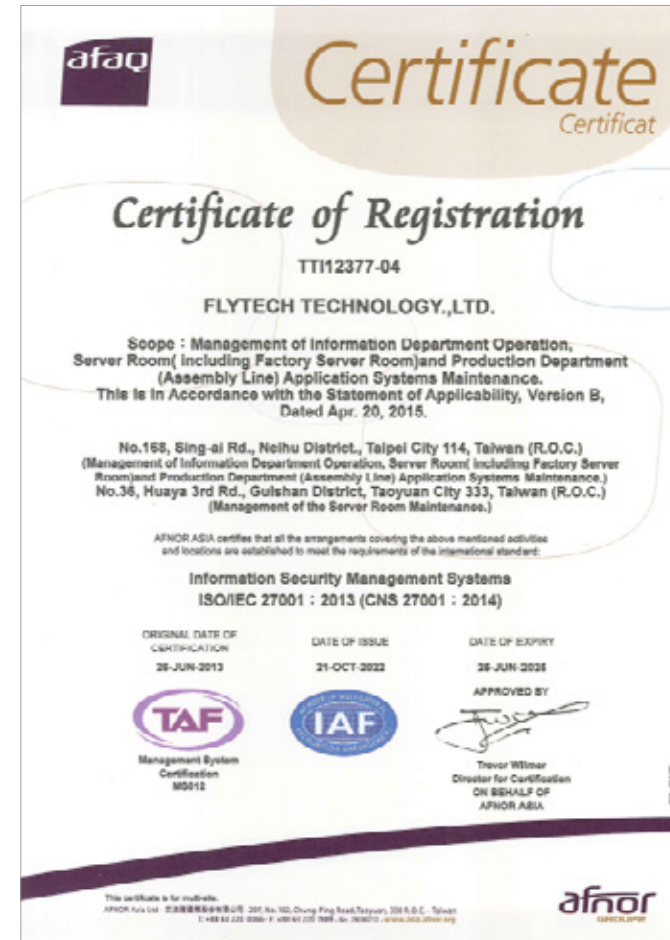 afaq
Certificate
Certificat
Certificate of Registration
TTI12377-04
FLYTECH TECHNOLOGY.,LTD.
Scope : Management of Information Department Operation,
Server Room( including Factory Server Room)and Production Department
(Assembly Line) Application Systems Maintenance.
This is in Accordance with the Statement of Applicability, Version B,
Dated Apr. 20, 2015.
No.168, Sing-ai Rd., Neihu District., Taipei City 114, Taiwan (R.O.C.)
(Management of Information Department Operation, Server Room( including Factory Server
Room)and Production Department (Assembly Line) Application Systems Maintenance.)
No.36, Huaya 3rd Rd., Guishan District, Taoyuan City 333, Taiwan (R.O.C.)
(Management of the Server Room Maintenance.)
AFNOR ASIA certifies that all the arrangements covering the above mentioned activities
and locations are established to meet the requirements of the international standard:
Information Security Management Systems
ISO/IEC 27001 : 2013 (CNS 27001 : 2014)
ORIGINAL DATE OF
CERTIFICATION
DATE OF ISSUE
DATE OF EXPIRY
-JUN-2013
21-OCT-2022
-JUN-2025
APPROVED BY
TAF
IAF
Management System
Certification
MS012
Trevor Wilmer
Director for Certification
ON BEHALF OF
AFNOR ASIA
This certificate is for multi-site.
AFNOR Asia Ltd
Taoyuan, 330 R.O.C. - Taiwan
afnor
GROUPE